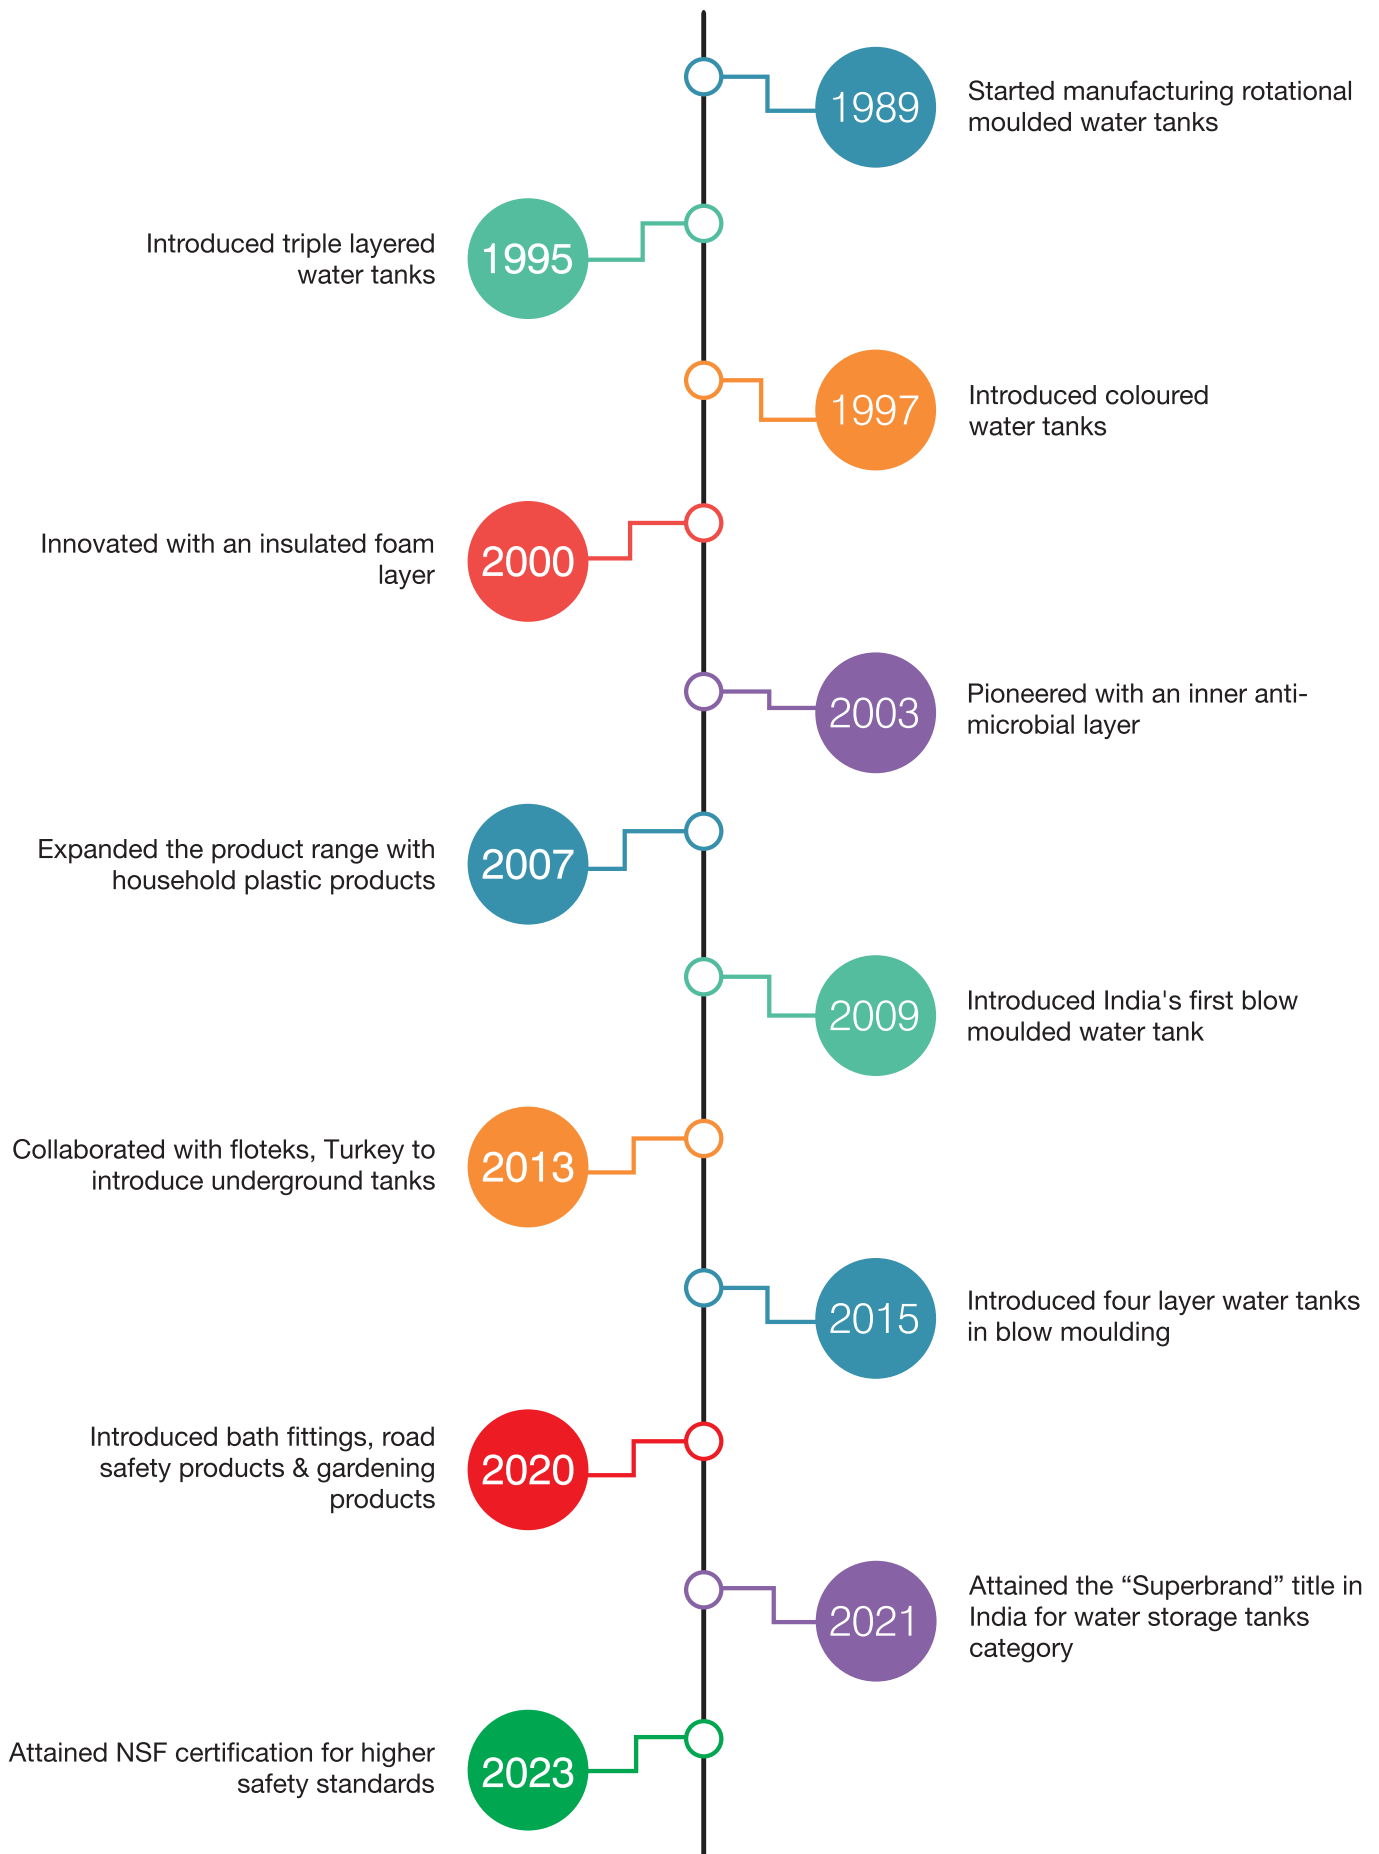 1989
Started manufacturing rotational
moulded water tanks
1995
Introduced triple layered
water tanks
1997
Introduced coloured
water tanks
2000
Innovated with an insulated foam
layer
2003
Pioneered with an inner anti-
microbial layer
2007
Expanded the product range with
household plastic products
2009
Introduced India's first blow
moulded water tank
2013
Collaborated with floteks, Turkey to
introduce underground tanks
2015
Introduced four layer water tanks
in blow moulding
2020
Introduced bath fittings, road
safety products & gardening
products
2021
Attained the “Superbrand” title in
India for water storage tanks
category
2023
Attained NSF certification for higher
safety standards